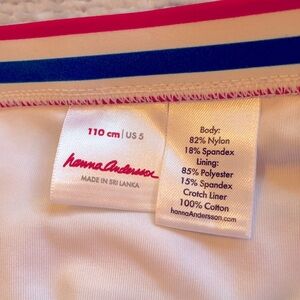 110 cm | US 5
hanna Andersson
MADE IN SRI LANKA
Body:
82% Nylon
18% Spandex
Lining:
85% Polyester
15% Spandex
Crotch Liner
100% Cotton
hannaAndersson.com